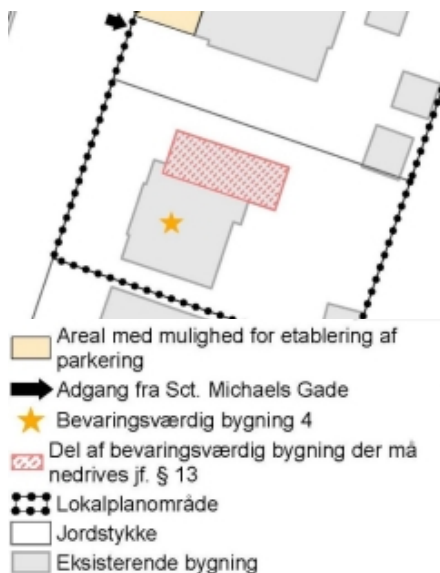 Areal med mulighed for etablering af
parkering
Adgang fra Sct. Michaels Gade
Bevaringsværdig bygning 4
Del af bevaringsværdig bygning der må
nedrives jf. § 13
Lokalplanområde
Jordstykke
Eksisterende bygning